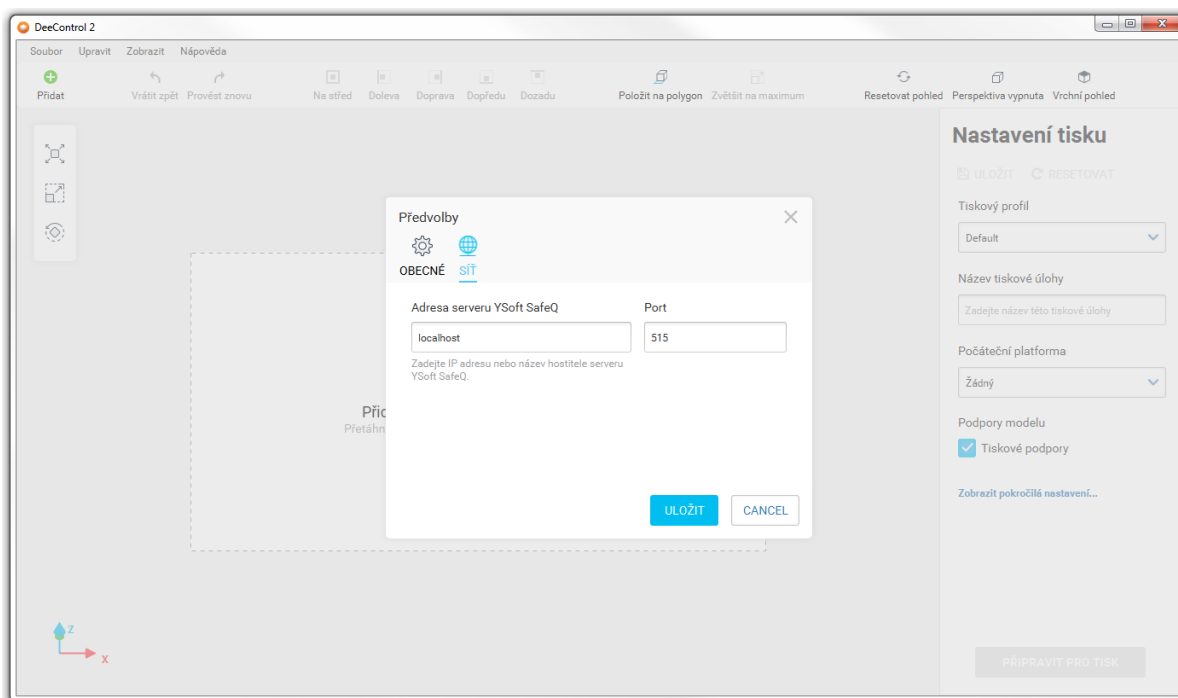 DeeControl 2
Soubor Upravit Zobrazit Nápověda
Přidat Vrátit zpět Provést znovu Na střed Doleva Doprava Dopředu Dozadu Položit na polygon Zvětšit na maximum Resetovat pohled Perspektiva vypnuta Vrchní pohled
Nastavení tisku
ULOŽIT RESETOVAT
Tiskový profil
Default
Název tiskové úlohy
Zadejte název této tiskové úlohy
Počáteční platforma
Žádný
Podpory modelu
Tiskové podpory
Zobrazit pokročilá nastavení...
PŘIPRAVIT PRO TISK
Předvolby
OBECNÉ SÍŤ
Adresa serveru YSoft SafeQ Port
localhost 515
Zadejte IP adresu nebo název hostitele serveru
YSoft SafeQ.
ULOŽIT CANCEL
Z
X